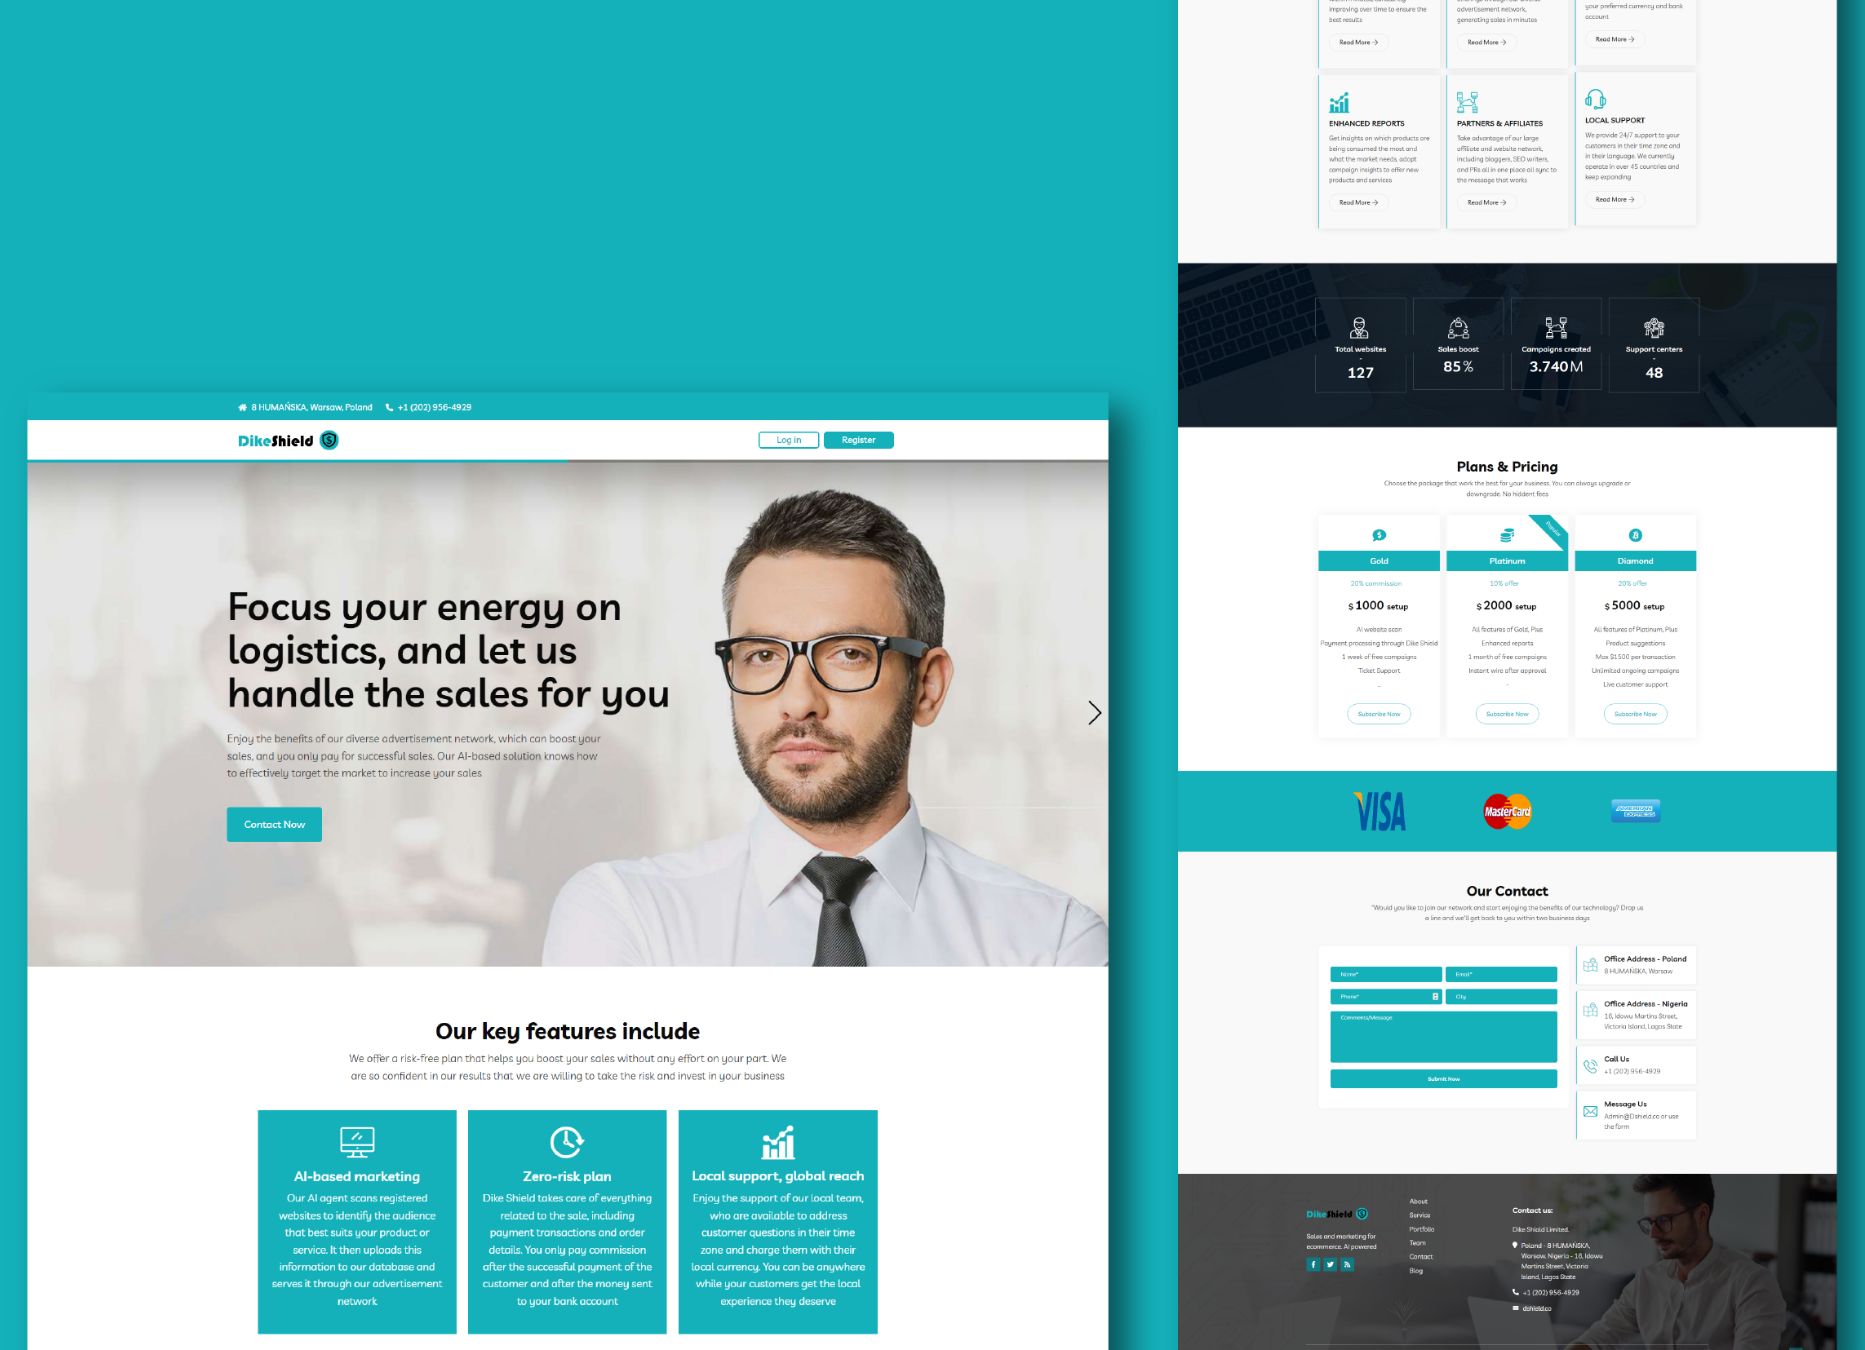 8 HUMAŃSKA, Warsaw, Poland +1 (202) 956-4929
DikeShield
Log in
Register
Focus your energy on
logistics, and let us
handle the sales for you
Enjoy the benefits of our diverse advertisement network, which can boost your
sales, and you only pay for successful sales. Our AI-based solution knows how
to effectively target the market to increase your sales
Contact Now
Our key features include
We offer a risk-free plan that helps you boost your sales without any effort on your part. We
are so confident in our results that we are willing to take the risk and invest in your business
AI-based marketing
Our AI agent scans registered
websites to identify the audience
that best suits your product or
service. It then uploads this
information to our database and
serves it through our advertisement
network
Zero-risk plan
Dike Shield takes care of everything
related to the sale, including
payment transactions and order
details. You only pay commission
after the successful payment of the
customer and after the money sent
to your bank account
Local support, global reach
Enjoy the support of our local team,
who are available to address
customer questions in their time
zone and charge them with their
local currency. You can be anywhere
while your customers get the local
experience they deserve
improving over time to ensure the
best results
Read More →
advertisement network,
generating sales in minutes
Read More →
your preferred currency and bank
account
Read More →
ENHANCED REPORTS
Get insights on which products are
being consumed the most and
what the market needs, adopt
campaign insights to offer new
products and services
Read More →
PARTNERS & AFFILIATES
Take advantage of our large
affiliate and website network,
including bloggers, SEO writers,
and PRs all in one place all sync to
the message that works
Read More →
LOCAL SUPPORT
We provide 24/7 support to your
customers in their time zone and
in their language. We currently
operate in over 45 countries and
keep expanding
Read More →
Total websites
-
127
Sales boost
85 %
Campaigns created
3.740 M
Support centers
-
48
Plans & Pricing
Choose the package that work the best for your business. You can always upgrade or
downgrade. No hiddent fees
Gold
20% commission
$ 1000 setup
AI website scan
Payment processing through Dike Shield
1 week of free campaigns
Ticket Support
-
Subscribe Now
Popular
Platinum
10% offer
$ 2000 setup
All features of Gold, Plus
Enhanced reports
1 month of free campaigns
Instant wire after approval
-
Subscribe Now
Diamond
20% offer
$ 5000 setup
All features of Platinum, Plus
Product suggestions
Max $1500 per transaction
Unlimited ongoing campaigns
Live customer support
Subscribe Now
VISA
MasterCard
AMERICAN
EXPRESS
Our Contact
"Would you like to join our network and start enjoying the benefits of our technology? Drop us
a line and we'll get back to you within two business days
Name*
Email*
Phone*
City
Comments/Message
Submit Now
Office Address - Poland
8 HUMAŃSKA, Warsaw
Office Address - Nigeria
16, Idowu Martins Street,
Victoria Island, Lagos State
Call Us
+1 (202) 956-4929
Message Us
Admin@Dshield.co or use
the form
DikeShield
Sales and marketing for
ecommerce. AI powered
About
Service
Portfolio
Team
Contact
Blog
Contact us:
Dike Shield Limited.
Poland - 8 HUMAŃSKA,
Warsaw, Nigeria - 16, Idowu
Martins Street, Victoria
Island, Lagos State
+1 (202) 956-4929
dshield.co